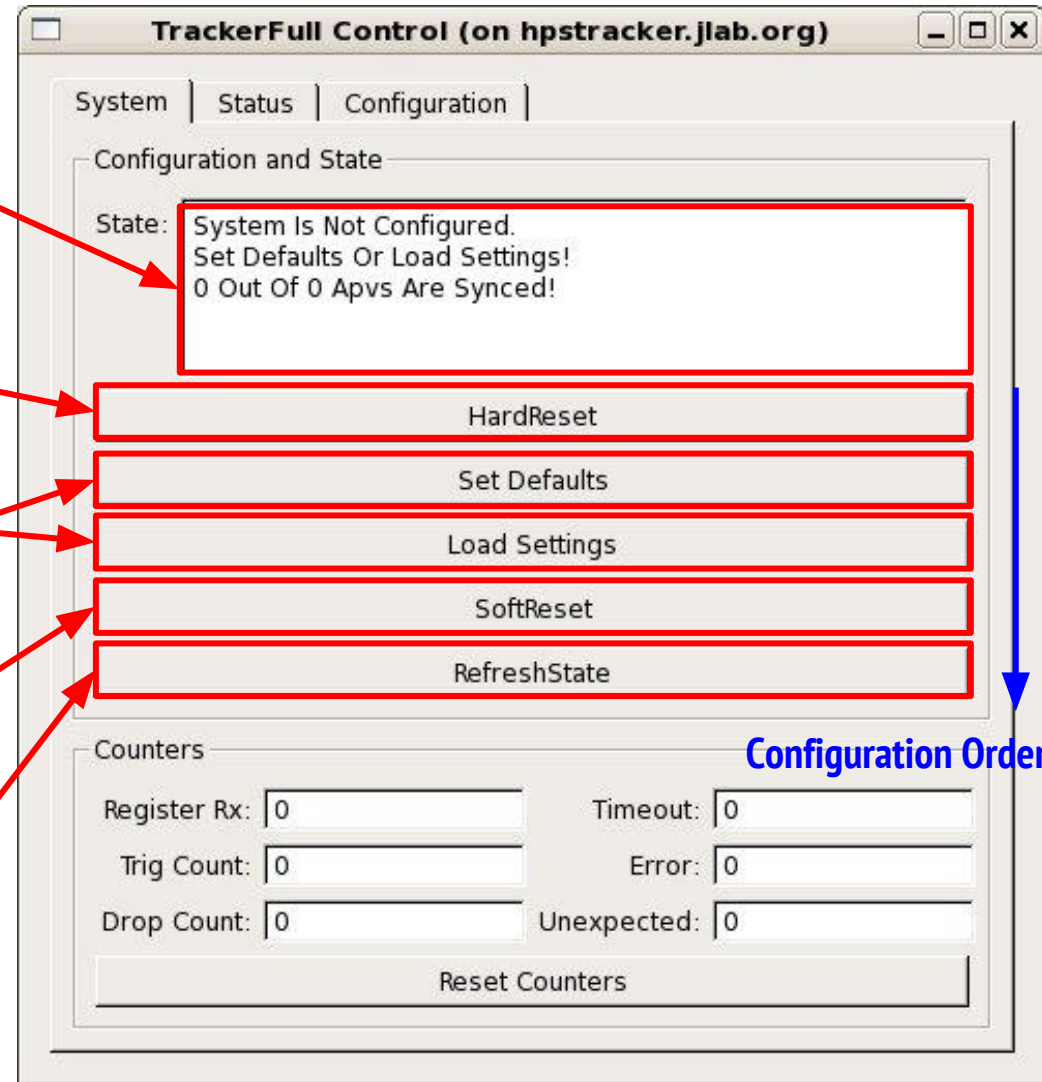 TrackerFull Control (on hpstracker.jlab.org)
System Status Configuration
Configuration and State
State: System Is Not Configured.
Set Defaults Or Load Settings!
0 Out Of 0 Apvs Are Synced!
HardReset
Set Defaults
Load Settings
SoftReset
RefreshState
Counters
Configuration Order
Register Rx: 0 Timeout: 0
Trig Count: 0 Error: 0
Drop Count: 0 Unexpected: 0
Reset Counters